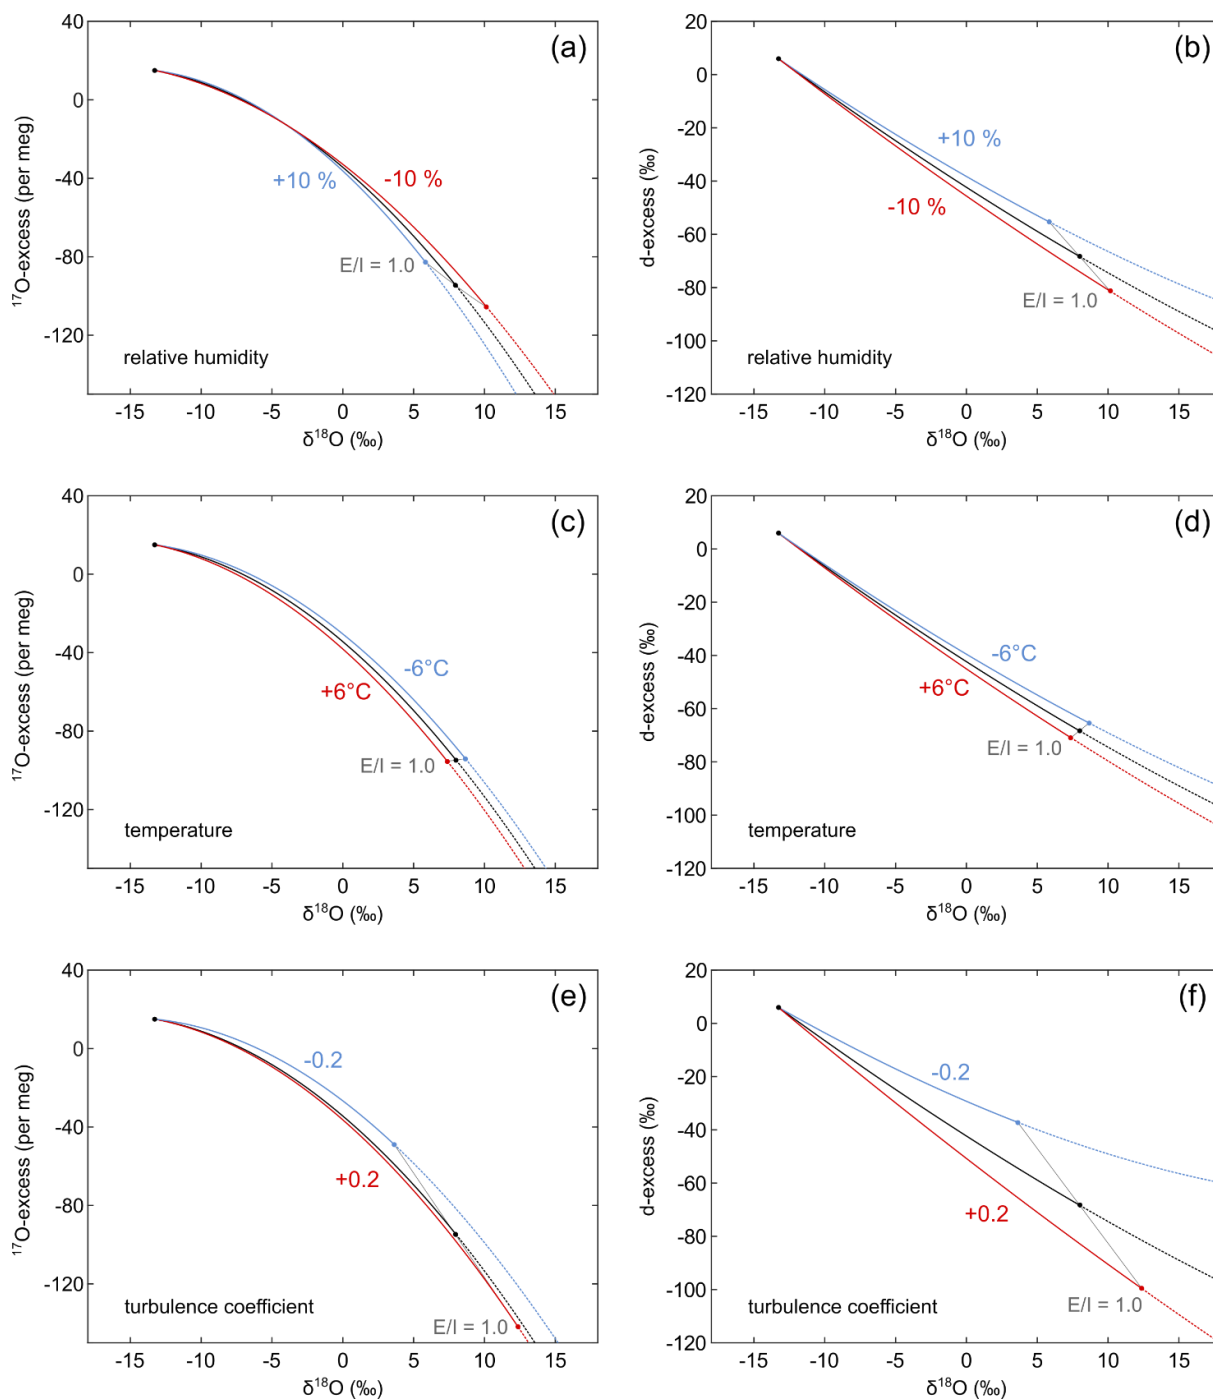 (a)
40
0
-40
-80
-120
¹⁷O-excess (per meg)
+10 %
-10 %
E/I = 1.0
relative humidity
-15 -10 -5 0 5 10 15
δ¹⁸O (‰)
(b)
20
0
-20
-40
-60
-80
-100
-120
d-excess (‰)
+10 %
-10 %
E/I = 1.0
relative humidity
-15 -10 -5 0 5 10 15
δ¹⁸O (‰)
(c)
40
0
-40
-80
-120
¹⁷O-excess (per meg)
-6°C
+6°C
E/I = 1.0
temperature
-15 -10 -5 0 5 10 15
δ¹⁸O (‰)
(d)
20
0
-20
-40
-60
-80
-100
-120
d-excess (‰)
-6°C
+6°C
E/I = 1.0
temperature
-15 -10 -5 0 5 10 15
δ¹⁸O (‰)
(e)
40
0
-40
-80
-120
¹⁷O-excess (per meg)
-0.2
+0.2
E/I = 1.0
turbulence coefficient
-15 -10 -5 0 5 10 15
δ¹⁸O (‰)
(f)
20
0
-20
-40
-60
-80
-100
-120
d-excess (‰)
-0.2
+0.2
E/I = 1.0
turbulence coefficient
-15 -10 -5 0 5 10 15
δ¹⁸O (‰)